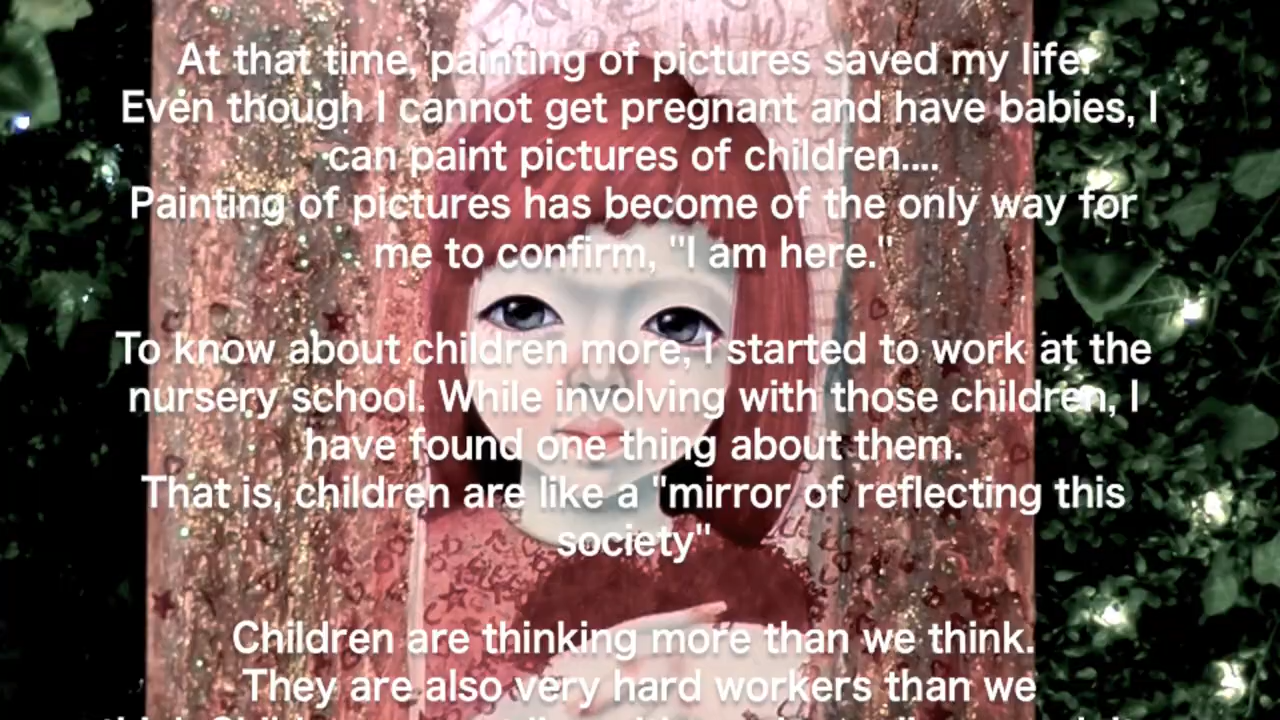 At that time, painting of pictures saved my life.
Even though I cannot get pregnant and have babies, I
can paint pictures of children....
Painting of pictures has become of the only way for
me to confirm, "I am here."
To know about children more, I started to work at the
nursery school. While involving with those children, I
have found one thing about them.
That is, children are like a "mirror of reflecting this
society"
Children are thinking more than we think.
They are also very hard workers than we